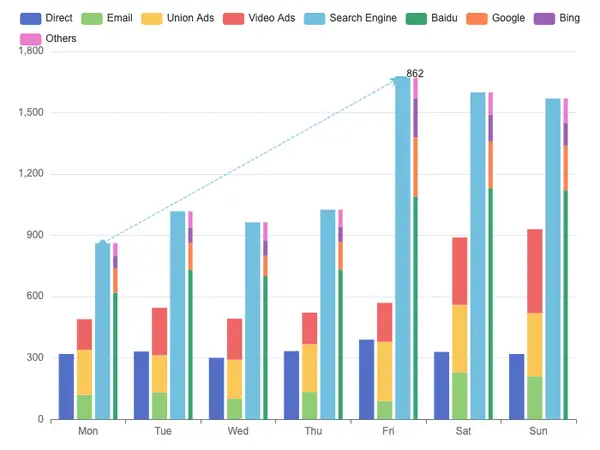 Direct Email Union Ads Video Ads Search Engine Baidu Google Bing
Others
1,800
862
1,500
1,200
900
600
300
0
Mon Tue Wed Thu Fri Sat Sun